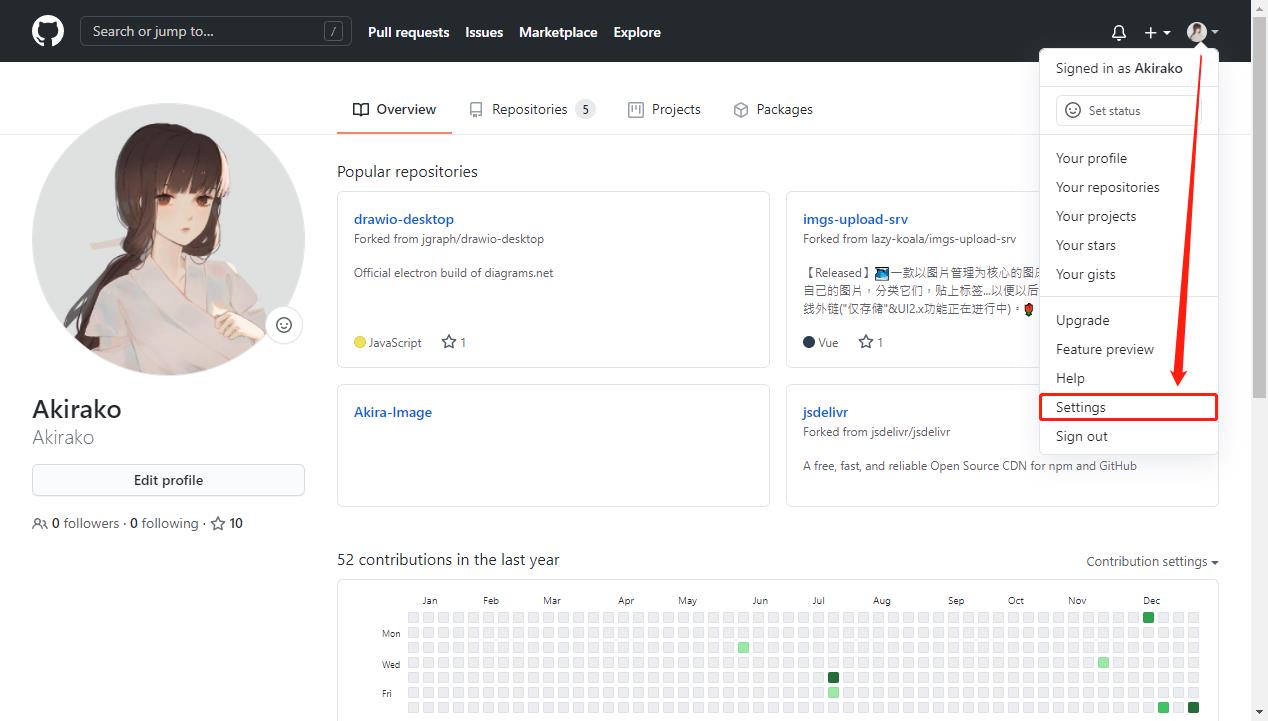 Search or jump to... /
Pull requests Issues Marketplace Explore
Signed in as Akirako
Set status
Your profile
Your repositories
Your projects
Your stars
Your gists
Upgrade
Feature preview
Help
Settings
Sign out
Overview Repositories 5 Projects Packages
Akirako
Akirako
Edit profile
0 followers · 0 following · 10
Popular repositories
drawio-desktop
Forked from jgraph/drawio-desktop
Official electron build of diagrams.net
JavaScript 1
imgs-upload-srv
Forked from lazy-koala/imgs-upload-srv
【Released】一款以图片管理为核心的图
自己的图片，分类它们，贴上标签...以便以后
线外链("仅存储"&UI2.x功能正在进行中)。
Vue 1
Akira-Image
jsdelivr
Forked from jsdelivr/jsdelivr
A free, fast, and reliable Open Source CDN for npm and GitHub
52 contributions in the last year
Contribution settings
Jan Feb Mar Apr May Jun Jul Aug Sep Oct Nov Dec
Mon
Wed
Fri